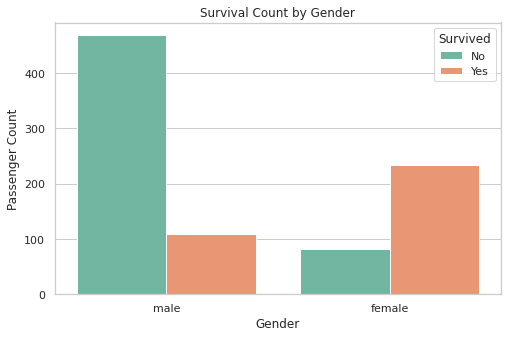 Survival Count by Gender
Survived
No
Yes
Passenger Count
400
300
200
100
0
male
female
Gender